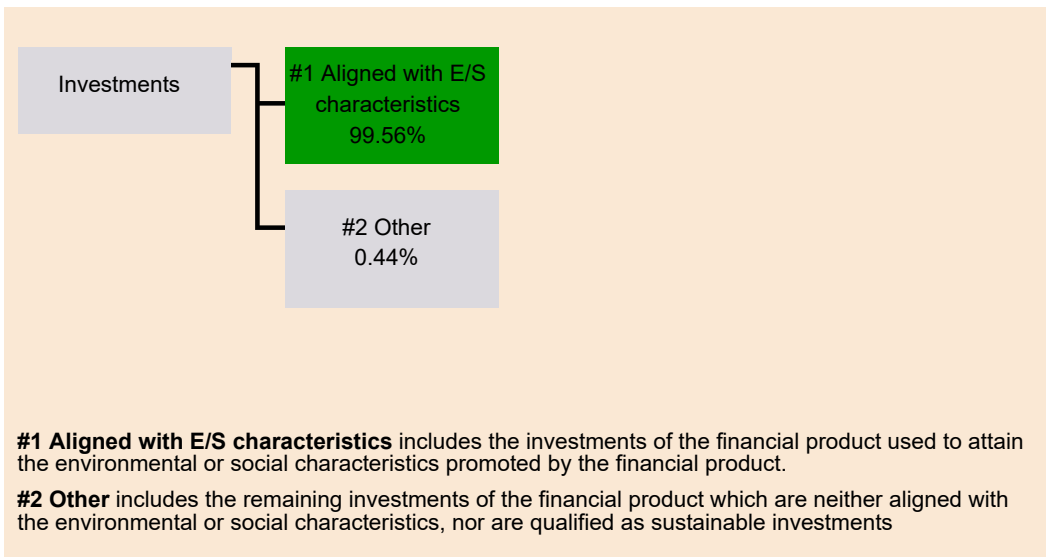 Investments
#1 Aligned with E/S
characteristics
99.56%
#2 Other
0.44%
#1 Aligned with E/S characteristics includes the investments of the financial product used to attain
the environmental or social characteristics promoted by the financial product.
#2 Other includes the remaining investments of the financial product which are neither aligned with
the environmental or social characteristics, nor are qualified as sustainable investments